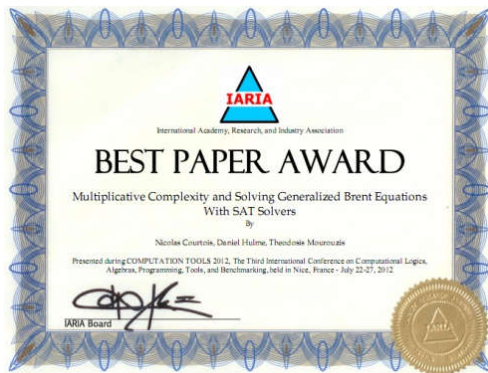 IARIA
International Academy, Research, and Industry Association
BEST PAPER AWARD
Multiplicative Complexity and Solving Generalized Brent Equations
With SAT Solvers
By
Nicolas Courtois, Daniel Hulme, Theodosis Mourouzis
Presented during COMPUTATION TOOLS 2012, The Third International Conference on Computational Logics,
Algebras, Programming, Tools, and Benchmarking, held in Nice, France - July 22-27, 2012
IARIA Board
IARIA